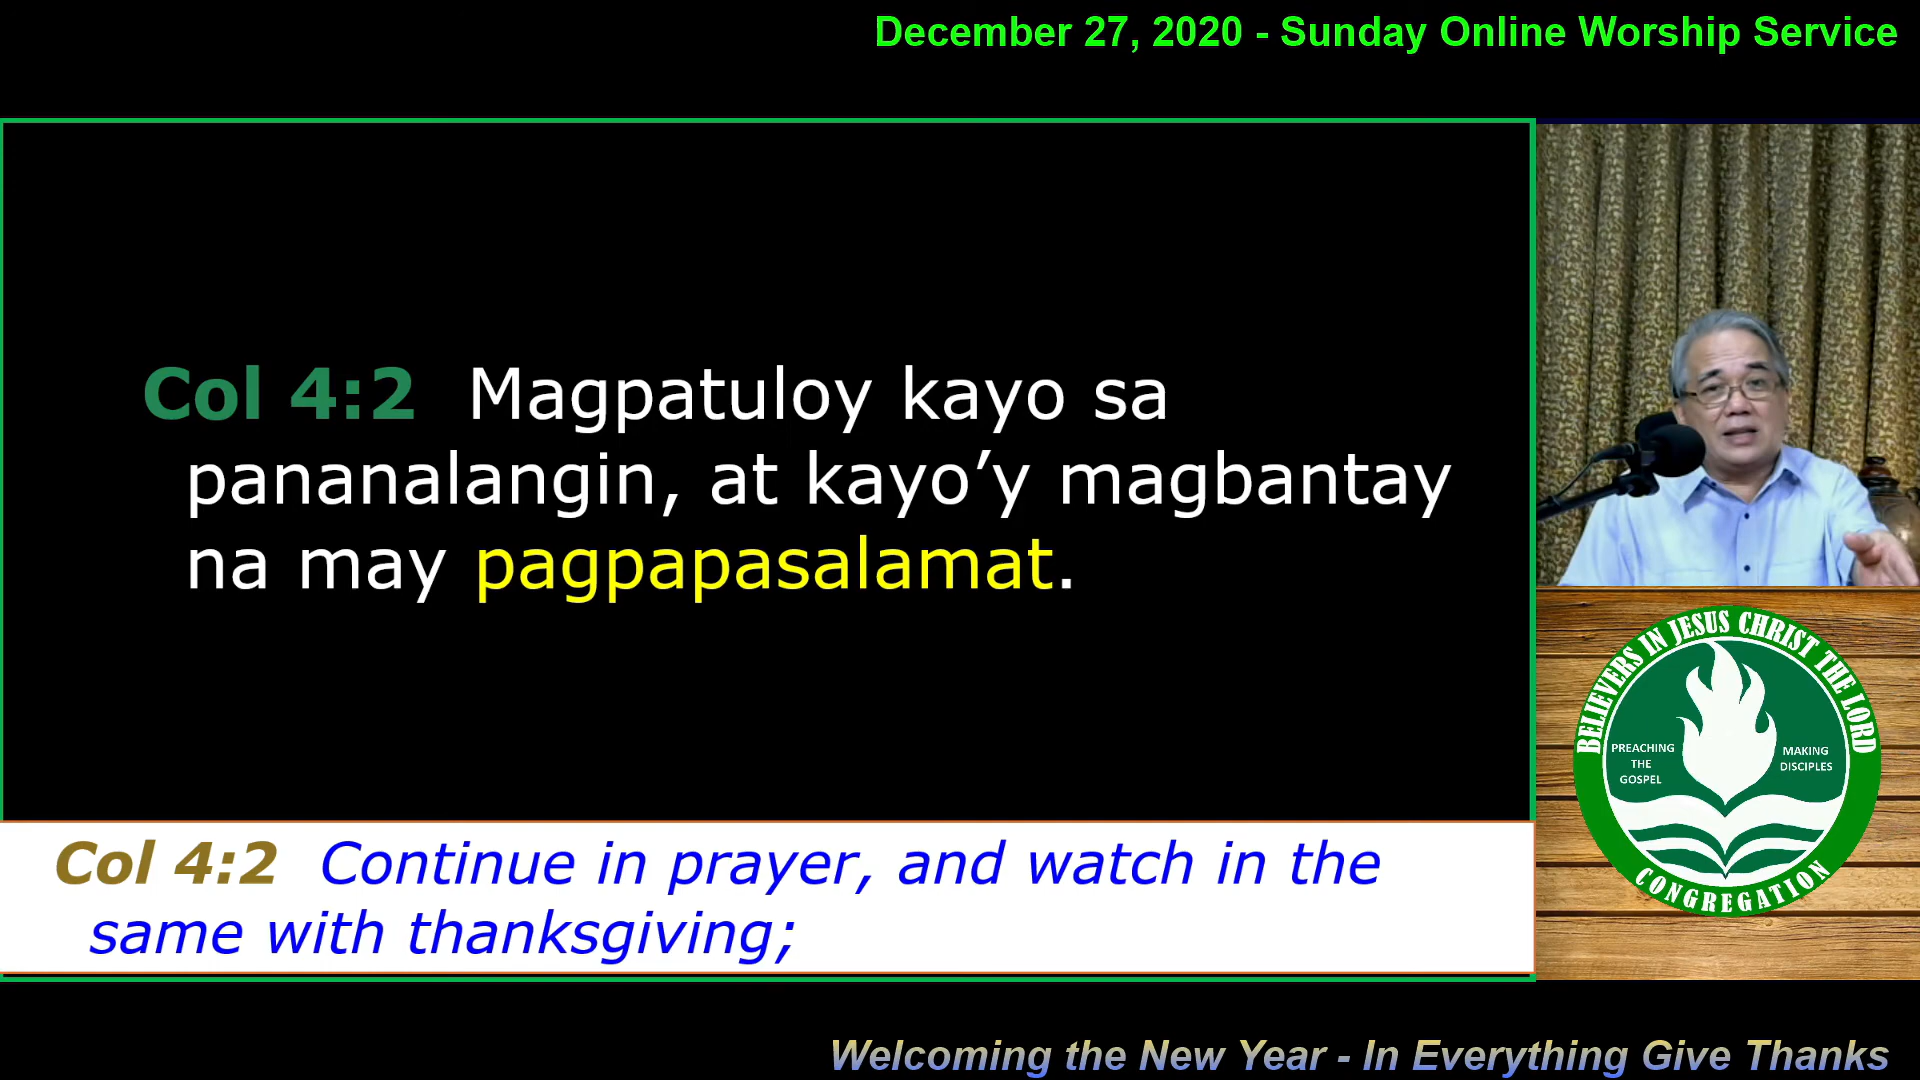 December 27, 2020 - Sunday Online Worship Service
Col 4:2 Magpatuloy kayo sa
pananalangin, at kayo’y magbantay
na may pagpapasalamat.
Col 4:2 Continue in prayer, and watch in the
same with thanksgiving;
BELIEVERS IN JESUS CHRIST THE LORD
PREACHING
THE
GOSPEL
MAKING
DISCIPLES
CONGREGATION
Welcoming the New Year - In Everything Give Thanks